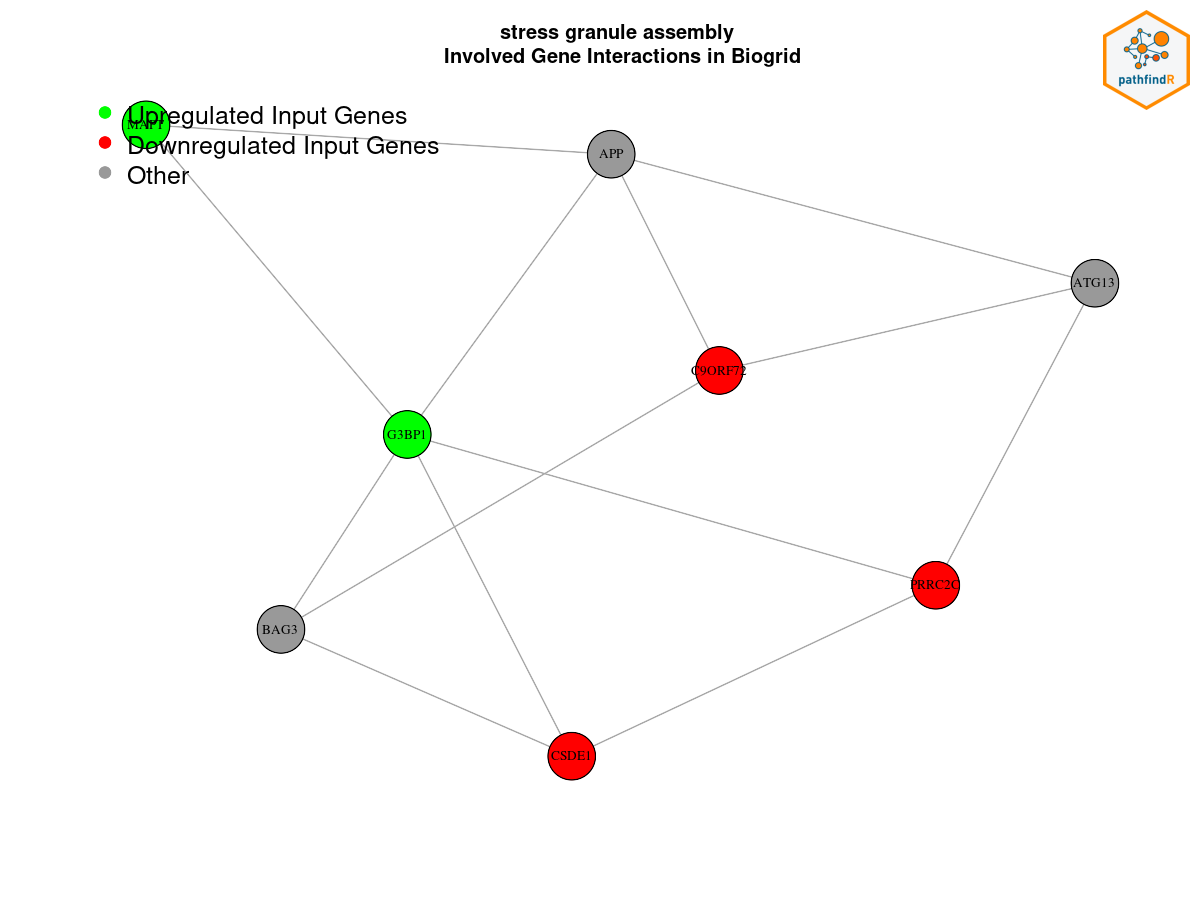 stress granule assembly
Involved Gene Interactions in Biogrid
pathfindR
Upregulated Input Genes
Downregulated Input Genes
Other
MAPT
APP
ATG13
C9ORF72
G3BP1
PRRC2C
BAG3
CSDE1